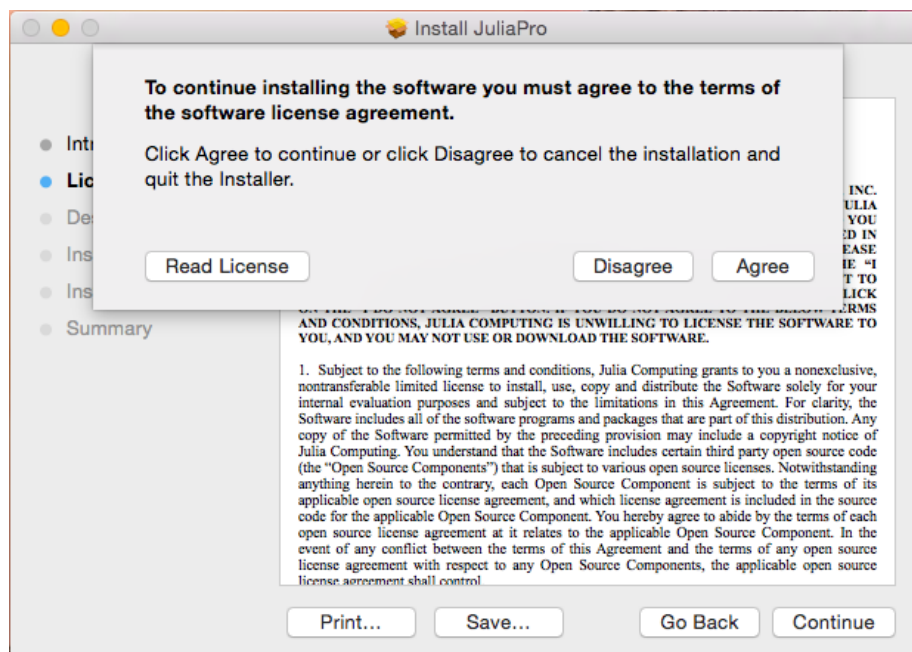 Install JuliaPro
To continue installing the software you must agree to the terms of
the software license agreement.
Click Agree to continue or click Disagree to cancel the installation and
quit the Installer.
Read License
Disagree
Agree
Summary
INC.
YOU
AND CONDITIONS, JULIA COMPUTING IS UNWILLING TO LICENSE THE SOFTWARE TO
YOU, AND YOU MAY NOT USE OR DOWNLOAD THE SOFTWARE.
1. Subject to the following terms and conditions, Julia Computing grants to you a nonexclusive,
nontransferable limited license to install, use, copy and distribute the Software solely for your
internal evaluation purposes and subject to the limitations in this Agreement. For clarity, the
Software includes all of the software programs and packages that are part of this distribution. Any
copy of the Software permitted by the preceding provision may include a copyright notice of
Julia Computing. You understand that the Software includes certain third party open source code
(the “Open Source Components”) that is subject to various open source licenses. Notwithstanding
anything herein to the contrary, each Open Source Component is subject to the terms of its
applicable open source license agreement, and which license agreement is included in the source
code for the applicable Open Source Component. You hereby agree to abide by the terms of each
open source license agreement at it relates to the applicable Open Source Component. In the
event of any conflict between the terms of this Agreement and the terms of any open source
license agreement with respect to any Open Source Components, the applicable open source
license agreement shall control
Print...
Save...
Go Back
Continue